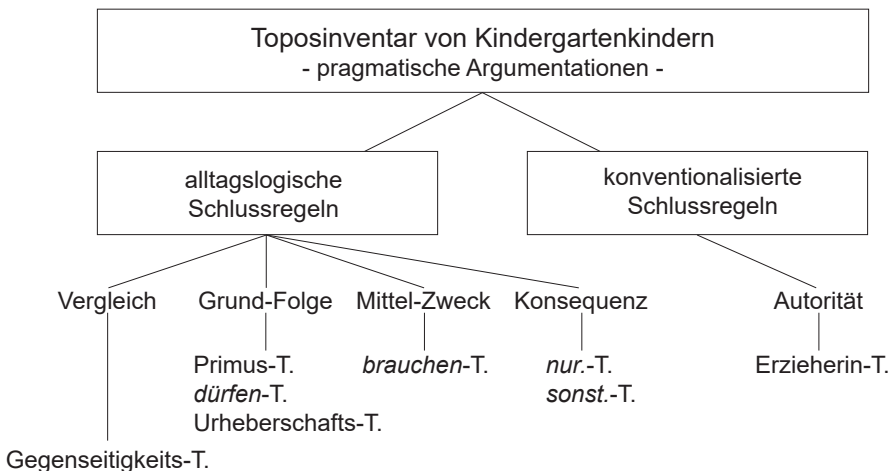 Toposinventar von Kindergartenkindern
- pragmatische Argumentationen -
alltagslogische
Schlussregeln
konventionalisierte
Schlussregeln
Vergleich
Grund-Folge
Mittel-Zweck
Konsequenz
Autorität
Primus-T.
dürfen-T.
Urheberschafts-T.
brauchen-T.
nur.-T.
sonst.-T.
Erzieherin-T.
Gegenseitigkeits-T.